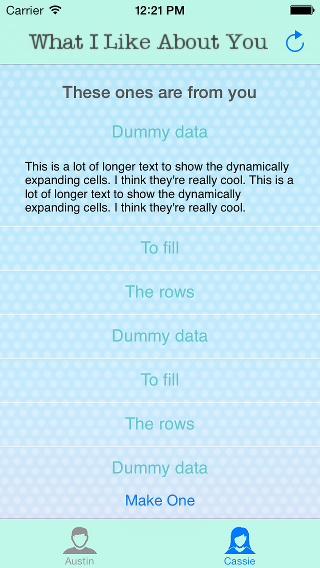 Carrier 12:21 PM
What I Like About You
These ones are from you
Dummy data
This is a lot of longer text to show the dynamically
expanding cells. I think they're really cool. This is a
lot of longer text to show the dynamically
expanding cells. I think they're really cool.
To fill
The rows
Dummy data
To fill
The rows
Dummy data
Make One
Austin Cassie